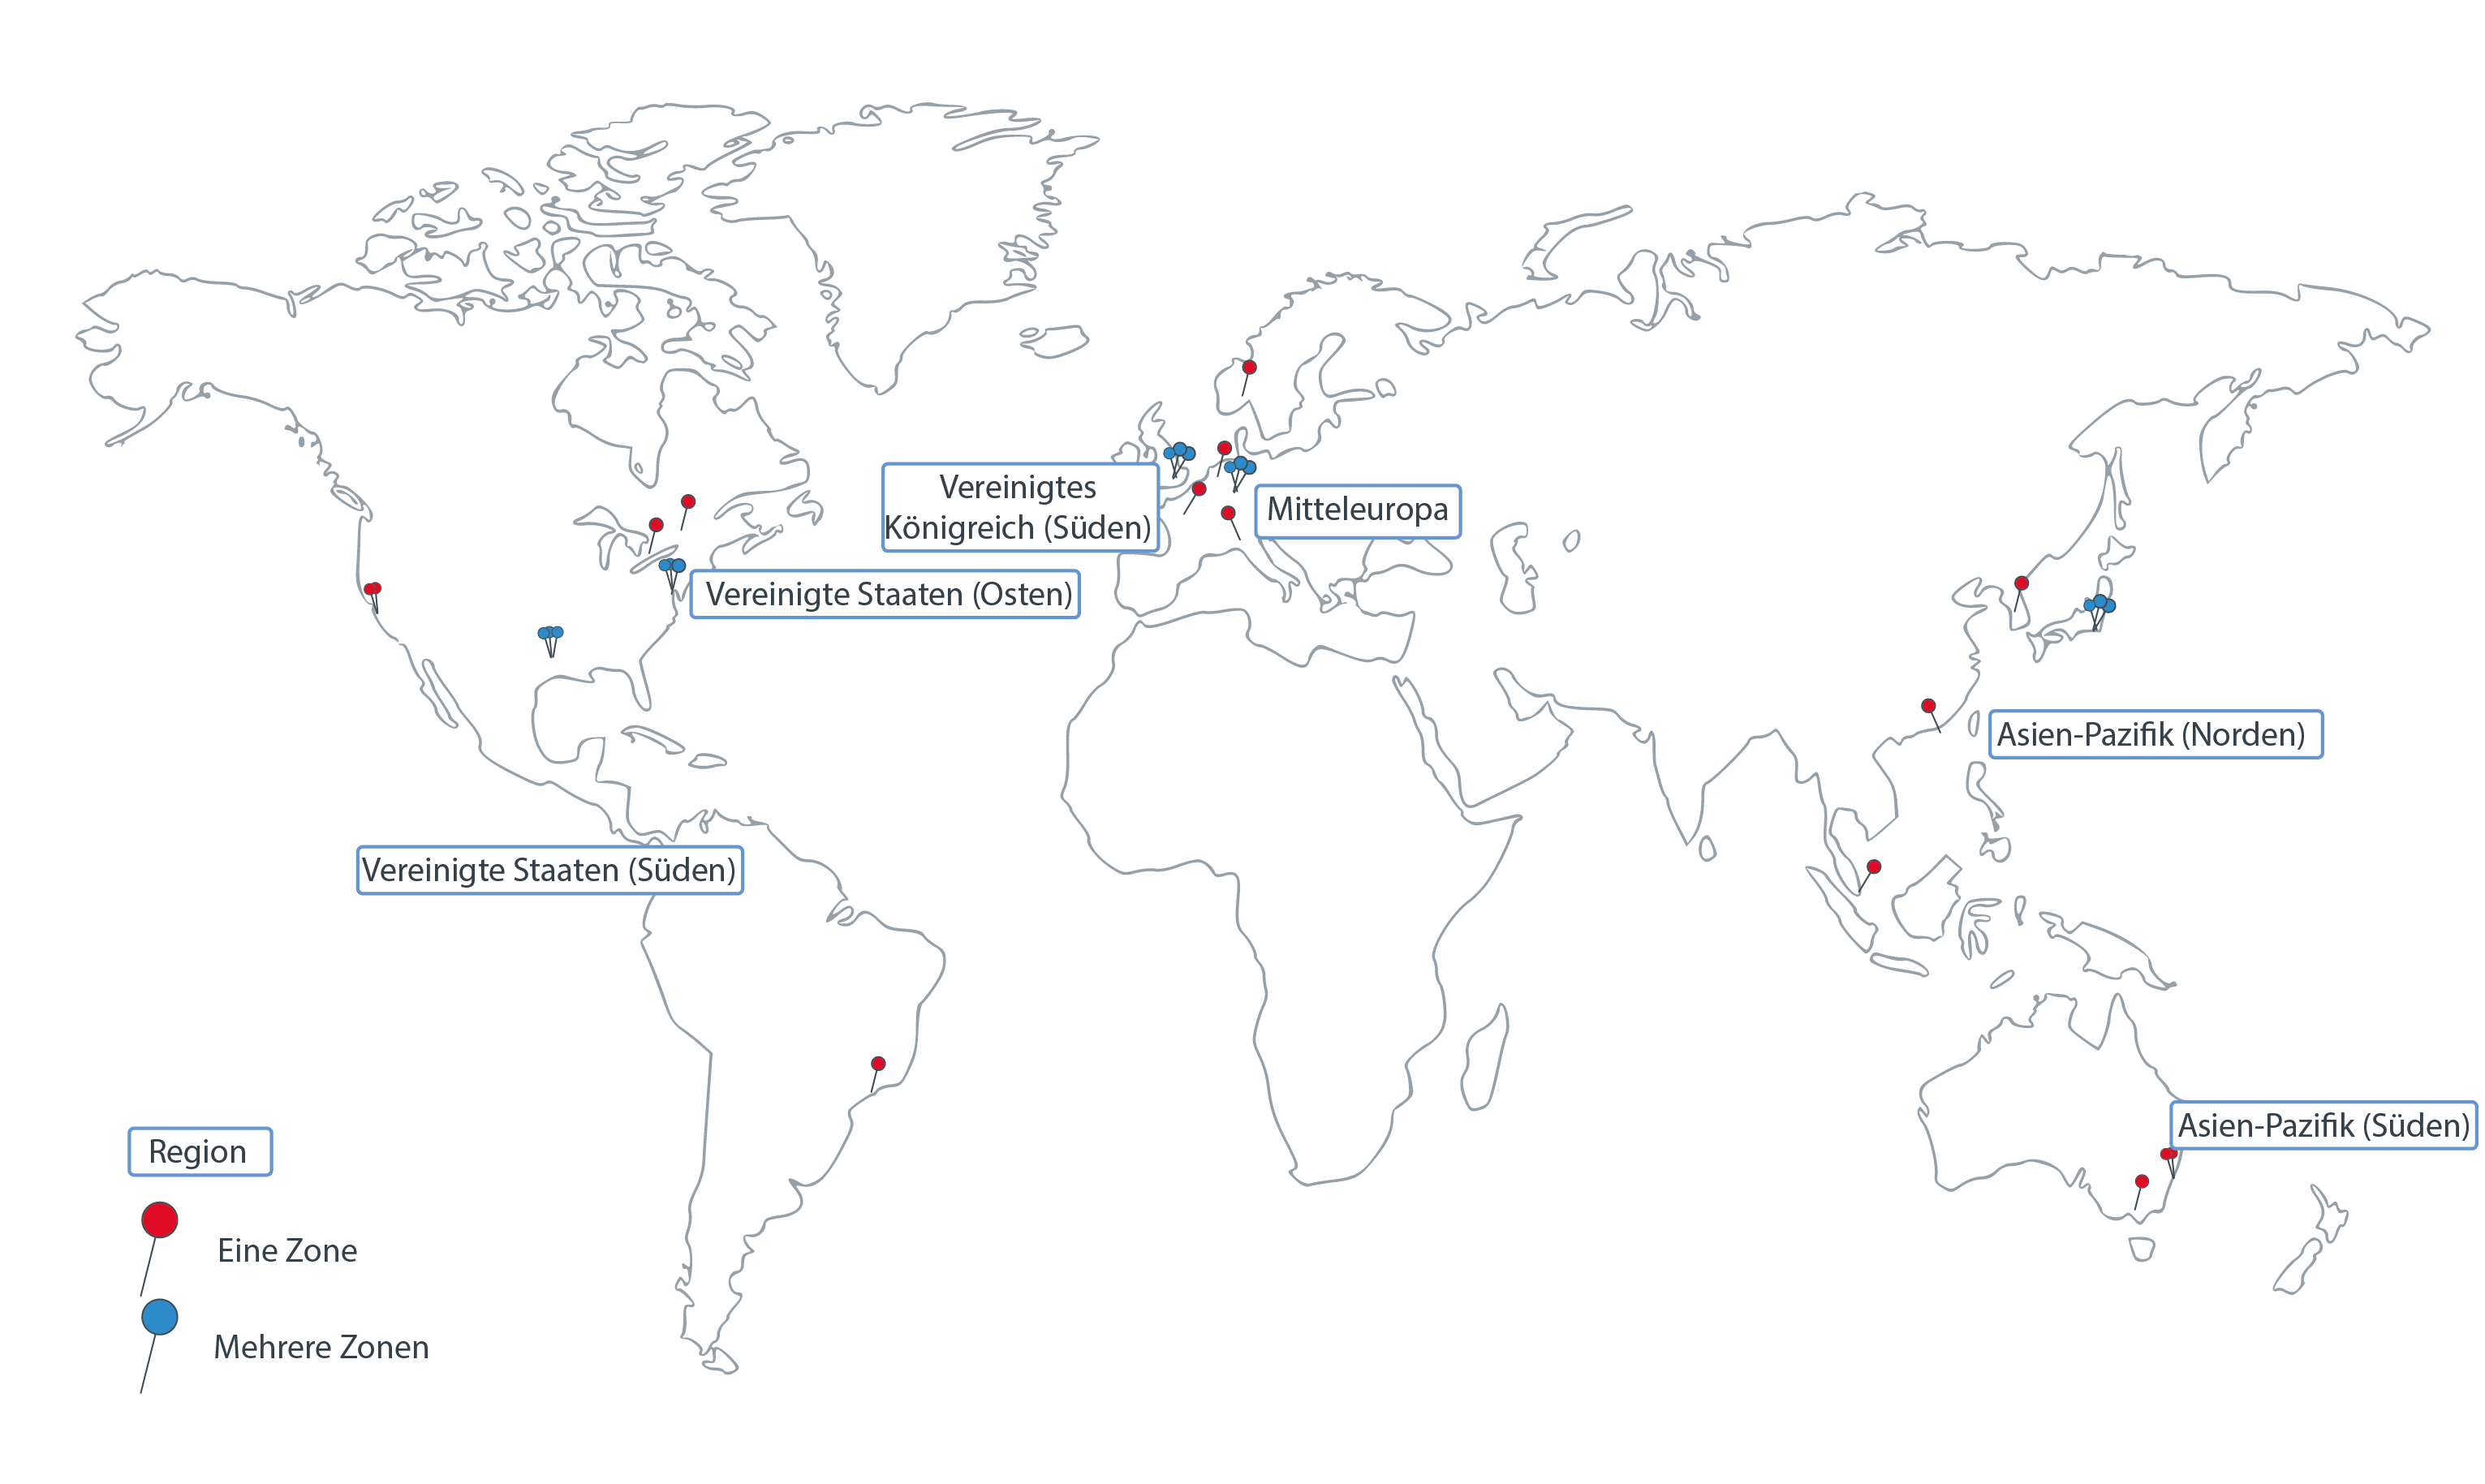 Vereinigtes
Königreich (Süden)
Mitteleuropa
Vereinigte Staaten (Osten)
Asien-Pazifik (Norden)
Vereinigte Staaten (Süden)
Asien-Pazifik (Süden)
Region
Eine Zone
Mehrere Zonen